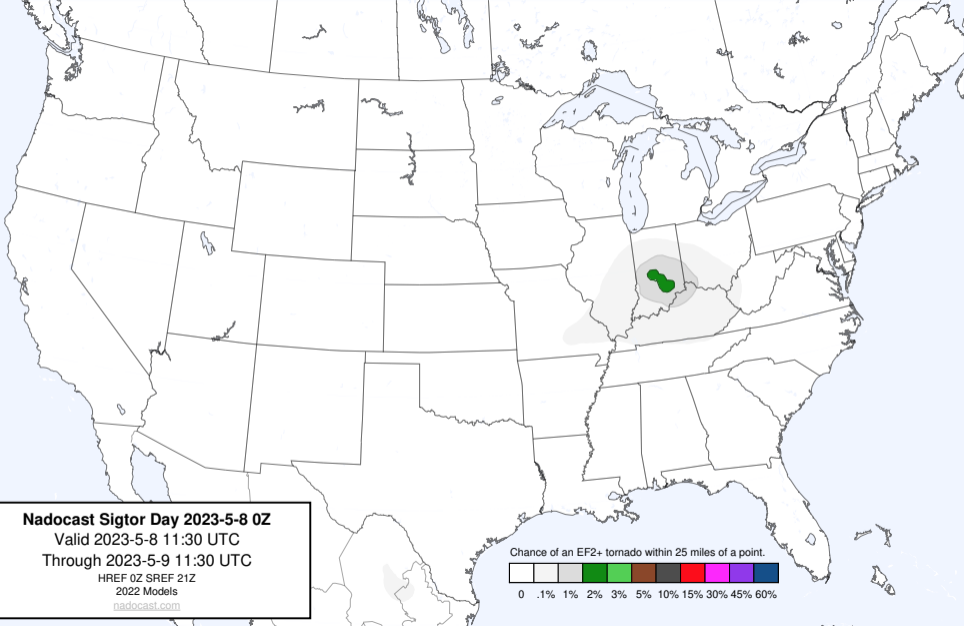 Nadocast Sigtor Day 2023-5-8 0Z
Valid 2023-5-8 11:30 UTC
Through 2023-5-9 11:30 UTC
HREF 0Z SREF 21Z
2022 Models
nadocast.com
Chance of an EF2+ tornado within 25 miles of a point.
0 .1% 1% 2% 3% 5% 10% 15% 30% 45% 60%